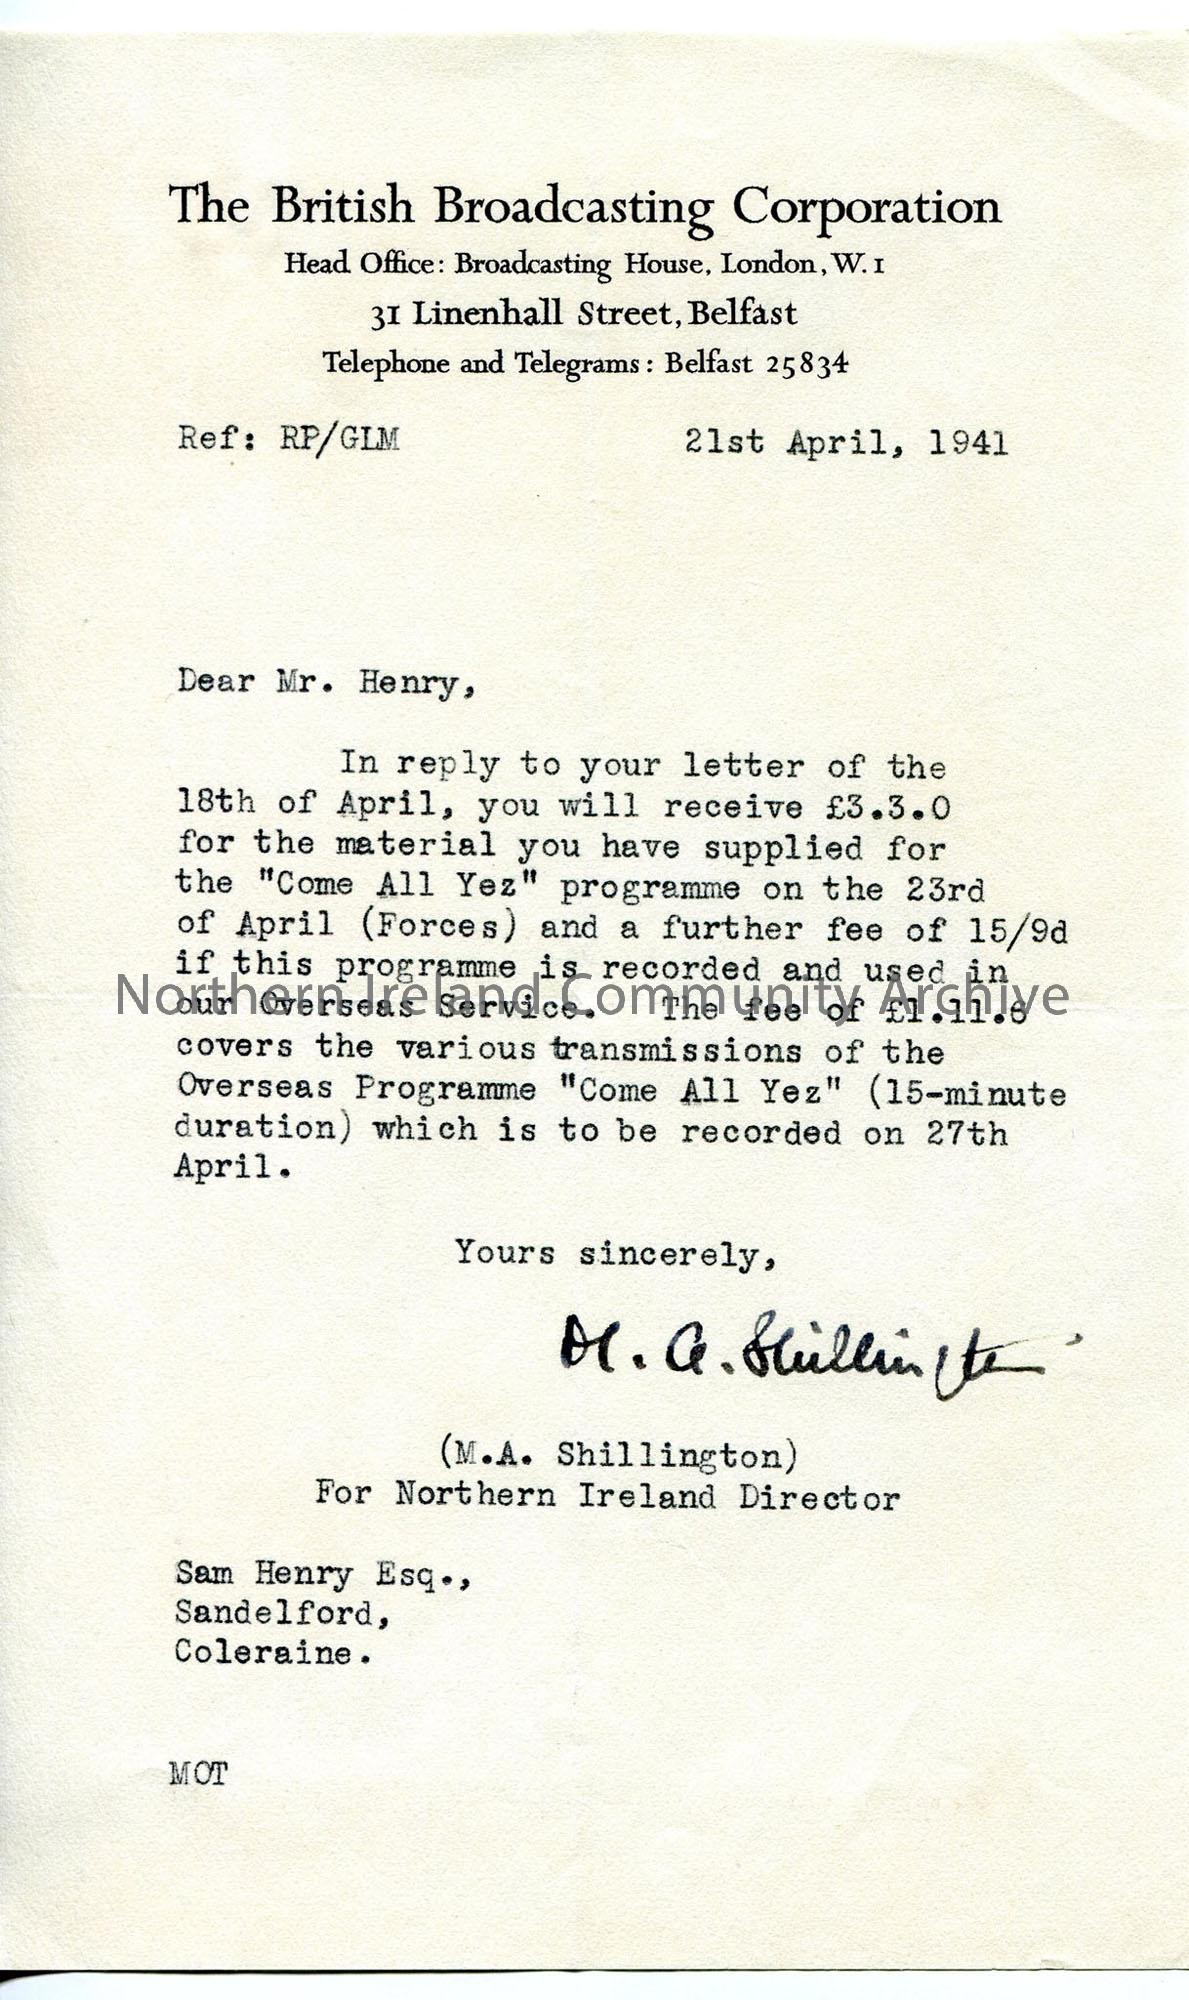 The British Broadcasting Corporation
Head Office: Broadcasting House, London, W.1
31 Linenhall Street, Belfast
Telephone and Telegrams: Belfast 25834
Ref: RP/GLM 21st April, 1941
Dear Mr. Henry,
In reply to your letter of the
18th of April, you will receive £3.3.0
for the material you have supplied for
the "Come All Yez" programme on the 23rd
of April (Forces) and a further fee of 15/9d
if this programme is recorded and used in
Northern Ireland Community Archive
our Overseas Service. The fee of £1.11.6
covers the various transmissions of the
Overseas Programme "Come All Yez" (15-minute
duration) which is to be recorded on 27th
April.
Yours sincerely,
M. A. Shillington
(M.A. Shillington)
For Northern Ireland Director
Sam Henry Esq.,
Sandelford,
Coleraine.
MOT